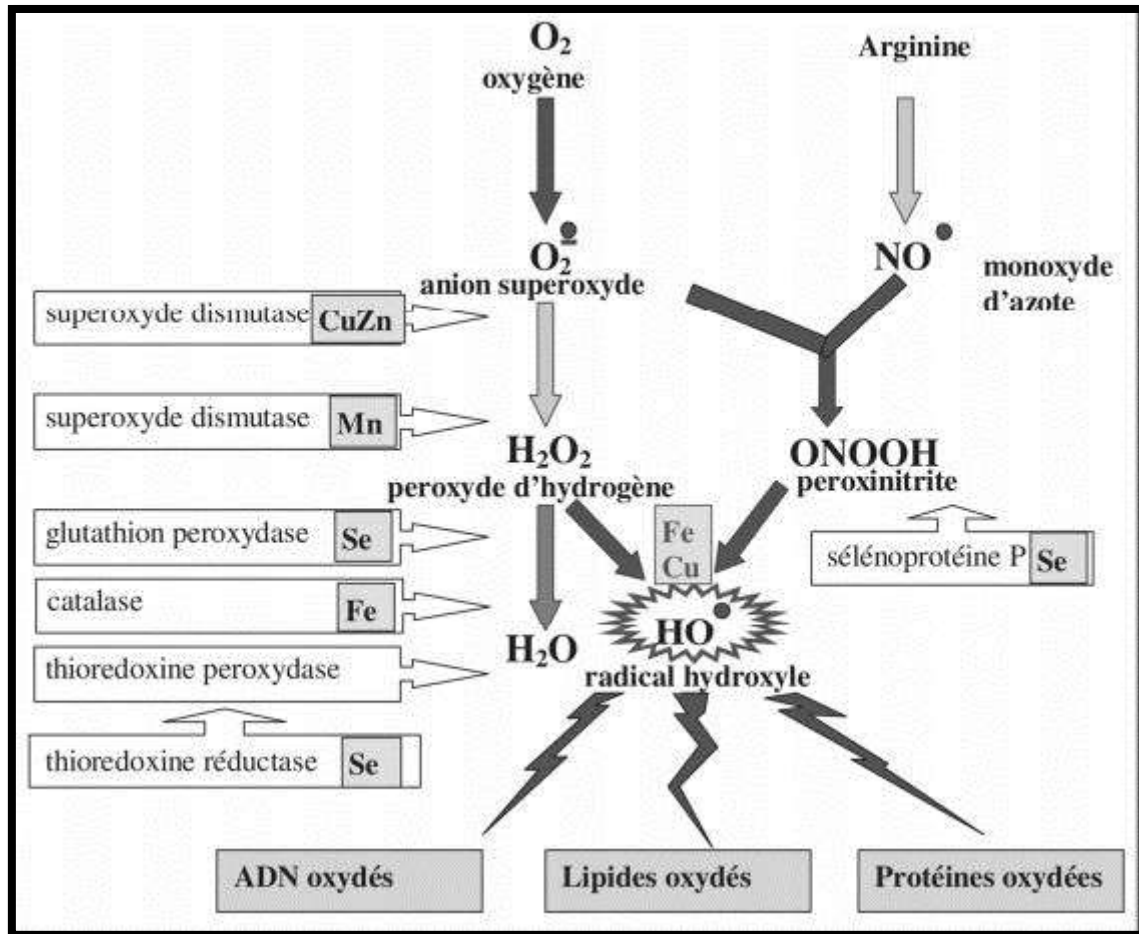 O₂
oxygène
Arginine
O₂•̲
anion superoxyde
NO•
monoxyde
d'azote
superoxyde dismutase CuZn
superoxyde dismutase Mn
H₂O₂
peroxyde d'hydrogène
ONOOH
peroxinitrite
glutathion peroxydase Se
Fe
Cu
sélénoprotéine P Se
catalase Fe
HO•
H₂O
radical hydroxyle
thioredoxine peroxydase
thioredoxine réductase Se
ADN oxydés
Lipides oxydés
Protéines oxydées